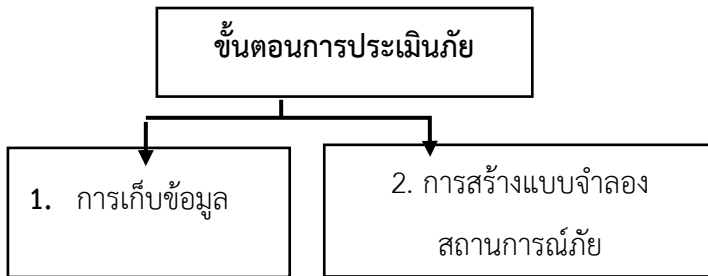 ขั้นตอนการประเมินภัย
1. การเก็บข้อมูล
2. การสร้างแบบจำลอง
สถานการณ์ภัย